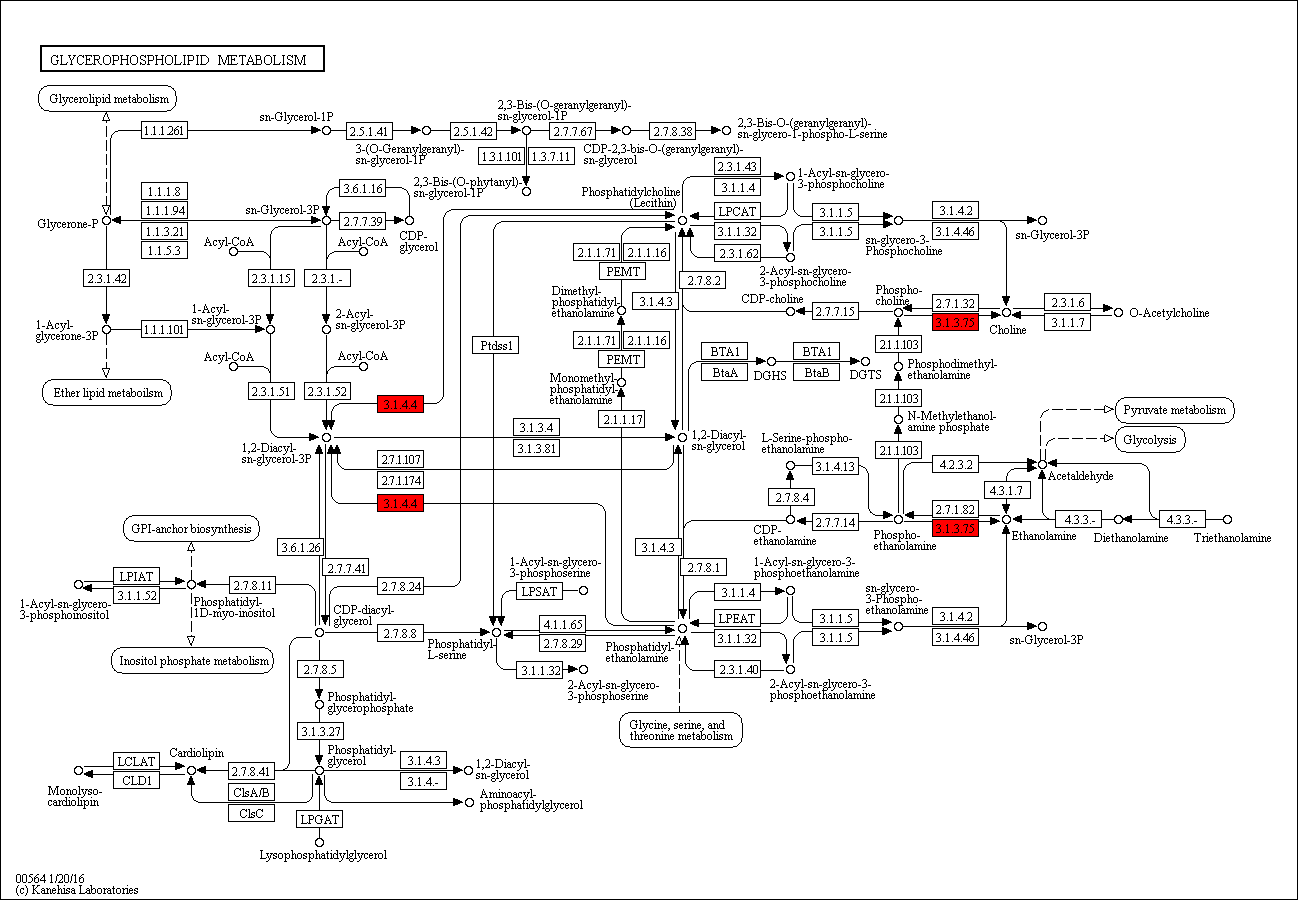 GLYCEROPHOSPHOLIPID METABOLISM
Glycerolipid metabolism
1.1.1.261
sn-Glycerol-1P
2.5.1.41
3-(O-Geranylgeranyl)-
sn-glycerol-1P
2.5.1.42
2,3-Bis-(O-geranylgeranyl)-
sn-glycerol-1P
2.7.7.67
CDP-2,3-bis-O-(geranylgeranyl)-
sn-glycerol
2.7.8.38
2,3-Bis-O-(geranylgeranyl)-
sn-glycero-1-phospho-L-serine
1.3.1.101
1.3.7.11
2,3-Bis-(O-phytanyl)-
sn-glycerol-1P
1.1.1.8
1.1.1.94
1.1.3.21
1.1.5.3
Glycerone-P
sn-Glycerol-3P
3.6.1.16
2.7.7.39
CDP-
glycerol
Acyl-CoA
Acyl-CoA
2.3.1.42
2.3.1.15
2.3.1.-
1-Acyl-
glycerone-3P
1.1.1.101
1-Acyl-
sn-glycerol-3P
2-Acyl-
sn-glycerol-3P
Acyl-CoA
Acyl-CoA
Ether lipid metabolism
2.3.1.51
2.3.1.52
3.1.4.4
1,2-Diacyl-
sn-glycerol-3P
3.1.3.4
3.1.3.81
2.7.1.107
2.7.1.174
3.1.4.4
Ptdss1
Phosphatidylcholine
(Lecithin)
2.3.1.43
3.1.1.4
LPCAT
3.1.1.32
2.3.1.62
1-Acyl-sn-glycero-
3-phosphocholine
2-Acyl-sn-glycero-
3-phosphocholine
3.1.1.5
3.1.1.5
sn-glycero-3-
Phosphocholine
3.1.4.2
3.1.4.46
sn-Glycerol-3P
2.1.1.71
2.1.1.16
PEMT
Dimethyl-
phosphatidyl-
ethanolamine
3.1.4.3
2.7.8.2
CDP-choline
2.7.7.15
Phospho-
choline
2.7.1.32
3.1.3.75
Choline
2.3.1.6
3.1.1.7
O-Acetylcholine
2.1.1.71
2.1.1.16
PEMT
Monomethyl-
phosphatidyl-
ethanolamine
2.1.1.17
BTA1
BtaA
DGHS
BTA1
BtaB
DGTS
2.1.1.103
Phosphodimethyl-
ethanolamine
2.1.1.103
N-Methylethanol-
amine phosphate
2.1.1.103
1,2-Diacyl-
sn-glycerol
L-Serine-phospho-
ethanolamine
3.1.4.13
2.7.8.4
CDP-
ethanolamine
2.7.7.14
Phospho-
ethanolamine
4.2.3.2
Acetaldehyde
Pyruvate metabolism
Glycolysis
4.3.1.7
2.7.1.82
3.1.3.75
Ethanolamine
4.3.3.-
Diethanolamine
4.3.3.-
Triethanolamine
GPI-anchor biosynthesis
3.6.1.26
2.7.7.41
3.1.4.3
2.7.8.1
LPIAT
3.1.1.52
1-Acyl-sn-glycero-
3-phosphoinositol
2.7.8.11
Phosphatidyl-
1D-myo-inositol
Inositol phosphate metabolism
2.7.8.24
CDP-diacyl-
glycerol
2.7.8.8
Phosphatidyl-
L-serine
1-Acyl-sn-glycero-
3-phosphoserine
LPSAT
4.1.1.65
2.7.8.29
3.1.1.32
2-Acyl-sn-glycero-
3-phosphoserine
Phosphatidyl-
ethanolamine
1-Acyl-sn-glycero-3-
phosphoethanolamine
3.1.1.4
LPEAT
3.1.1.32
2.3.1.40
2-Acyl-sn-glycero-3-
phosphoethanolamine
3.1.1.5
3.1.1.5
sn-glycero-
3-Phospho-
ethanolamine
3.1.4.2
3.1.4.46
sn-Glycerol-3P
Glycine, serine, and
threonine metabolism
2.7.8.5
Phosphatidyl-
glycerophosphate
3.1.3.27
Phosphatidyl-
glycerol
LCLAT
CLD1
Monolyso-
cardiolipin
Cardiolipin
2.7.8.41
ClsA/B
ClsC
3.1.4.3
3.1.4.-
1,2-Diacyl-
sn-glycerol
Aminoacyl-
phosphatidylglycerol
LPGAT
Lysophosphatidylglycerol
00564 1/20/16
(c) Kanehisa Laboratories